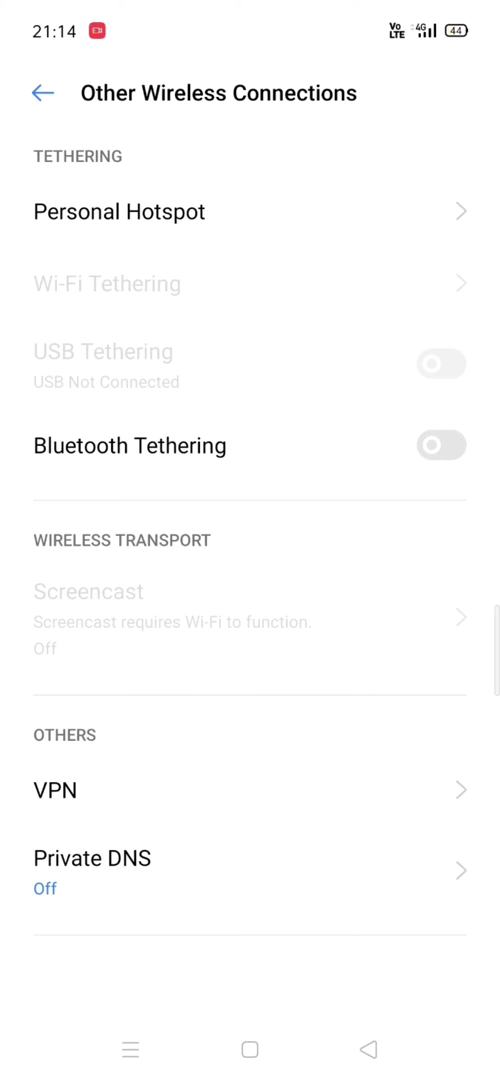 21:14 Vo LTE 4G 44
Other Wireless Connections
TETHERING
Personal Hotspot
Wi-Fi Tethering
USB Tethering
USB Not Connected
Bluetooth Tethering
WIRELESS TRANSPORT
Screencast
Screencast requires Wi-Fi to function.
Off
OTHERS
VPN
Private DNS
Off